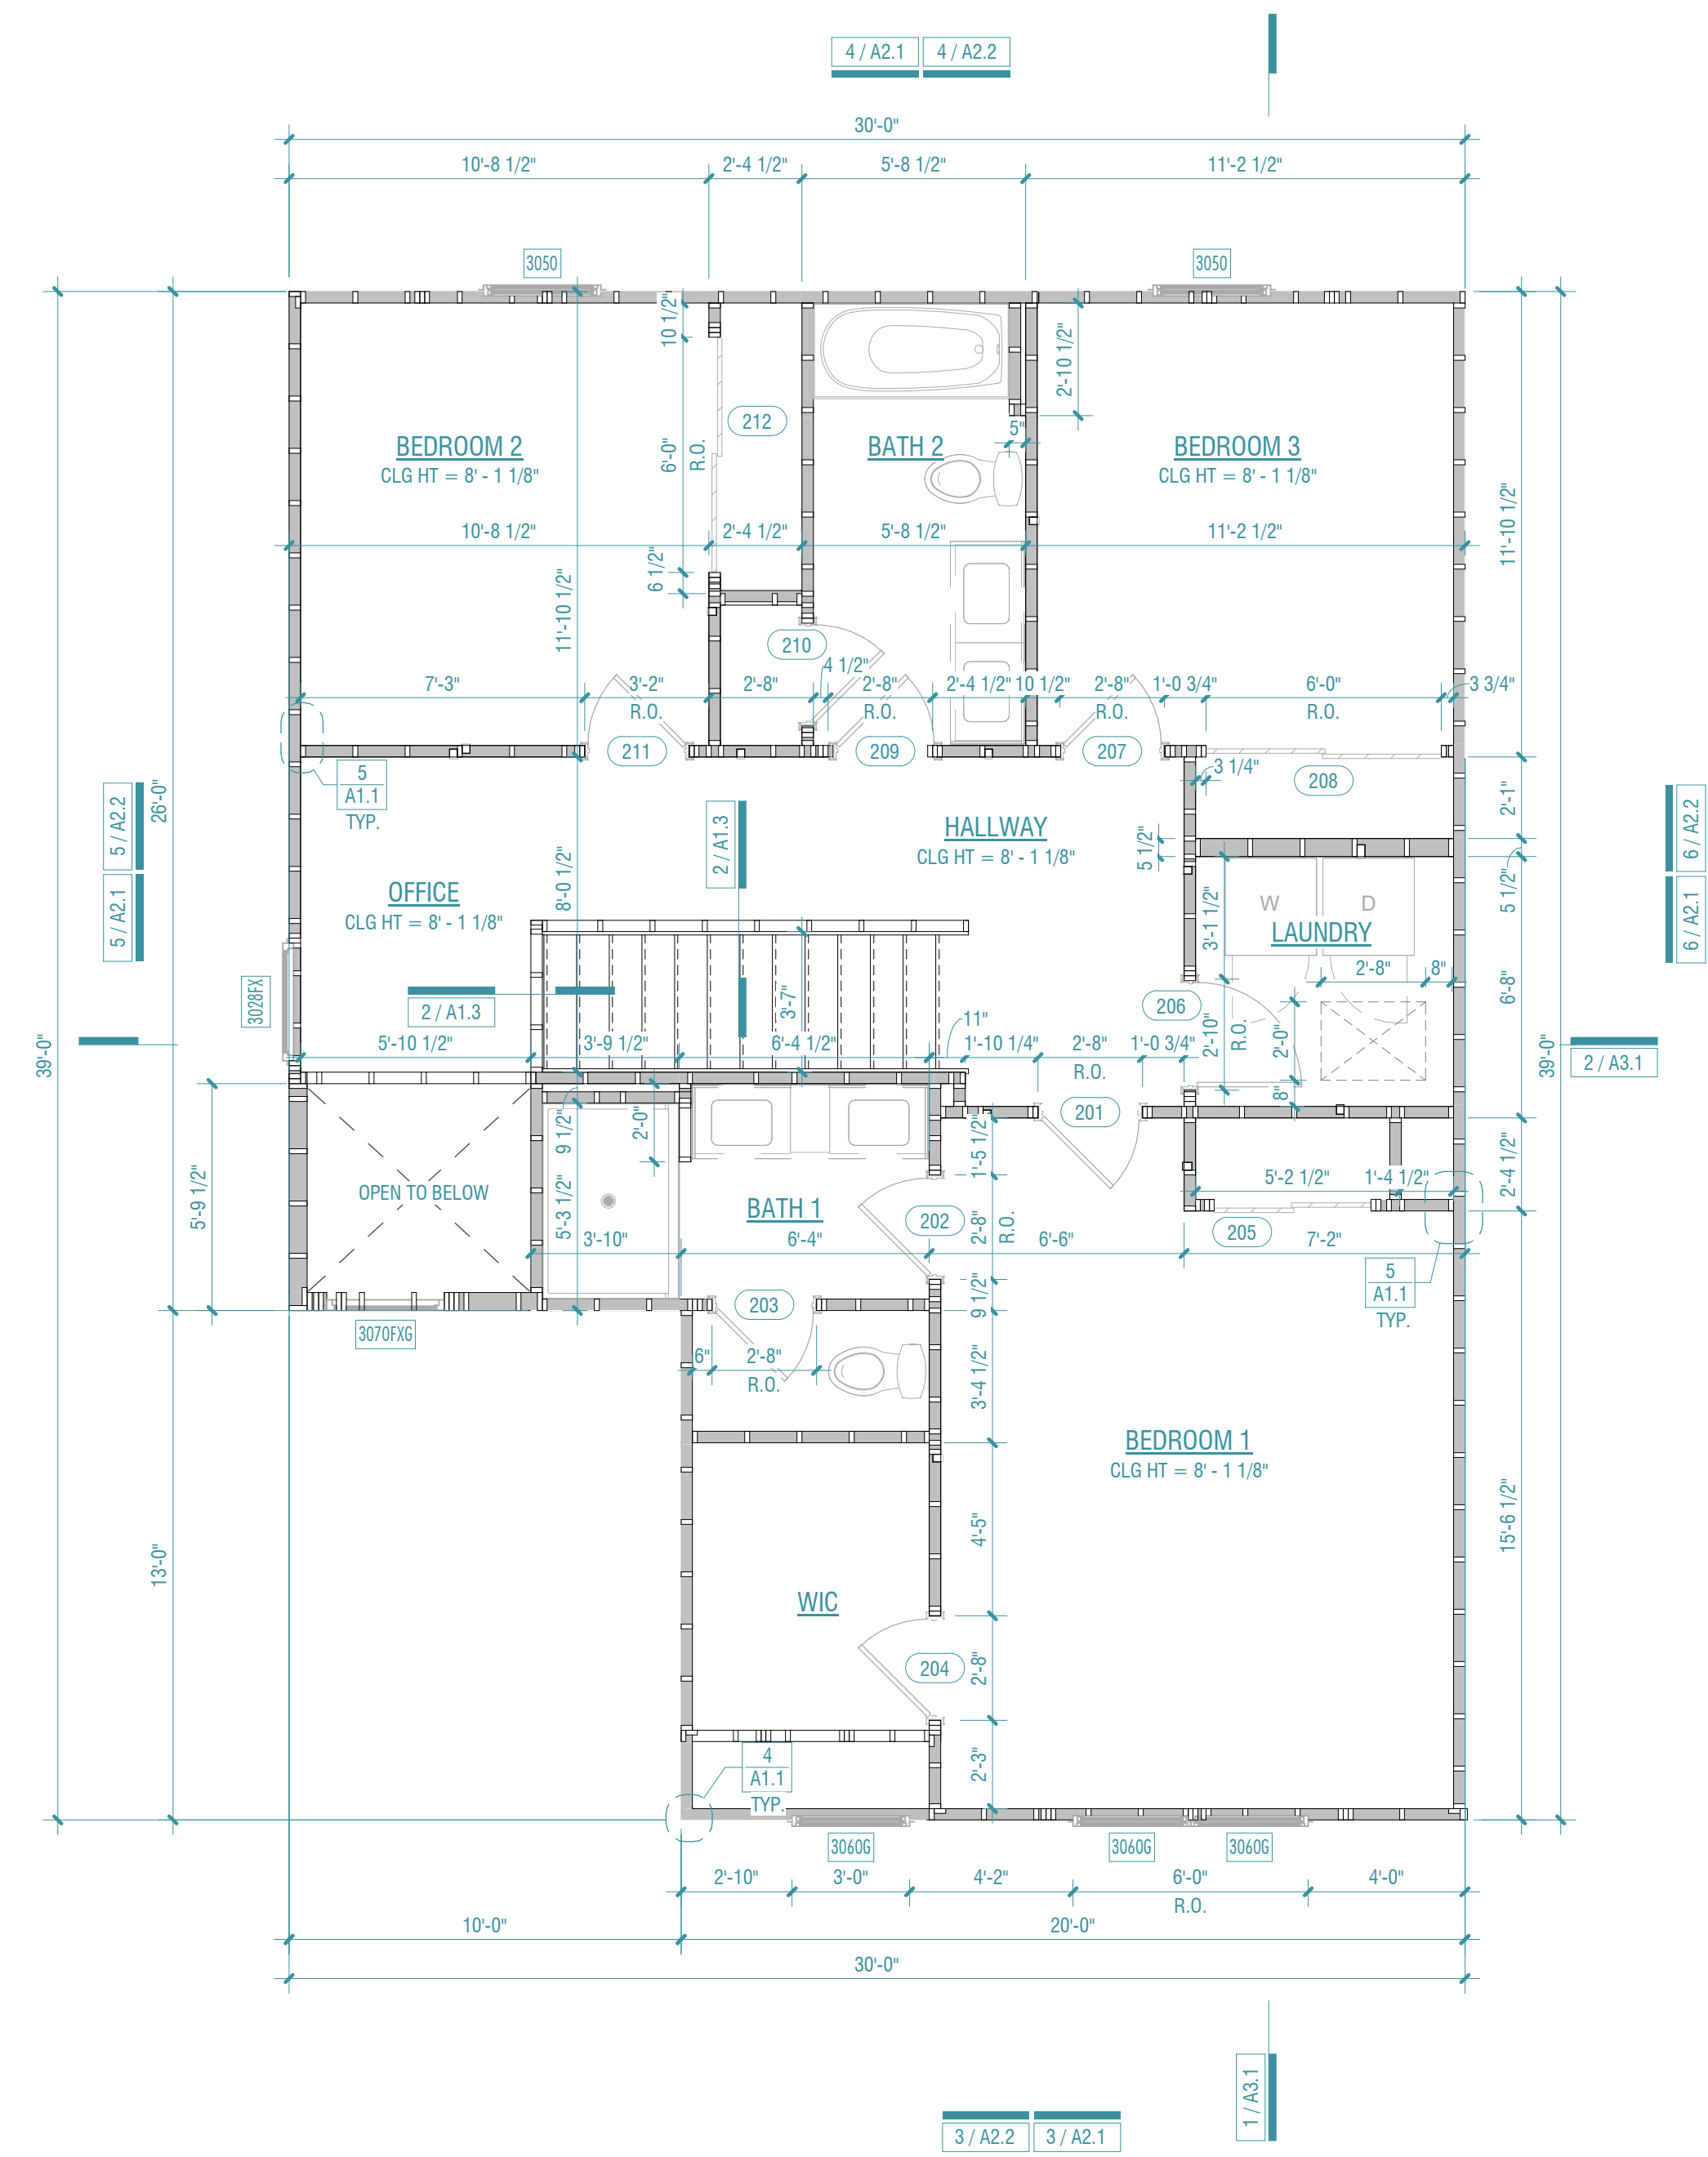 4 / A2.1 4 / A2.2
30'-0"
10'-8 1/2" 2'-4 1/2" 5'-8 1/2" 11'-2 1/2"
3050 3050
10 1/2"
2'-10 1/2"
212
5"
BEDROOM 2 BATH 2 BEDROOM 3
CLG HT = 8' - 1 1/8" CLG HT = 8' - 1 1/8"
6'-0"
R.O.
11'-10 1/2"
10'-8 1/2" 2'-4 1/2" 5'-8 1/2" 11'-2 1/2"
6 1/2"
11'-10 1/2"
210
4 1/2"
7'-3" 3'-2" 2'-8" 2'-8" 2'-4 1/2" 10 1/2" 2'-8" 1'-0 3/4" 6'-0" 3 3/4"
R.O. R.O. R.O. R.O.
211 209 207
3 1/4" 208
5
A1.1
TYP.
26'-0"
5 / A2.2
5 / A2.1
2 / A1.3
2'-1"
6 / A2.2
6 / A2.1
HALLWAY
CLG HT = 8' - 1 1/8"
5 1/2"
5 1/2"
8'-0 1/2"
OFFICE
CLG HT = 8' - 1 1/8"
W D
LAUNDRY
3'-1 1/2"
2'-8" 8"
6'-8"
3028FX
2 / A1.3
3'-7"
206
11"
2'-10"
R.O.
2'-0"
8"
5'-10 1/2" 3'-9 1/2" 6'-4 1/2" 1'-10 1/4" 2'-8" 1'-0 3/4"
R.O.
39'-0"
39'-0"
2 / A3.1
201
9 1/2"
2'-0"
1'-5 1/2"
2'-4 1/2"
5'-2 1/2" 1'-4 1/2"
OPEN TO BELOW
5'-9 1/2"
5'-3 1/2"
BATH 1
202
2'-8"
R.O.
205
3'-10" 6'-4" 6'-6" 7'-2"
5
A1.1
TYP.
9 1/2"
203
3070FXG
6" 2'-8"
R.O.
3'-4 1/2"
BEDROOM 1
CLG HT = 8' - 1 1/8"
4'-5"
15'-6 1/2"
13'-0"
WIC
204
2'-8"
2'-3"
4
A1.1
TYP.
3060G 3060G 3060G
2'-10" 3'-0" 4'-2" 6'-0" 4'-0"
R.O.
10'-0" 20'-0"
30'-0"
1 / A3.1
3 / A2.2 3 / A2.1